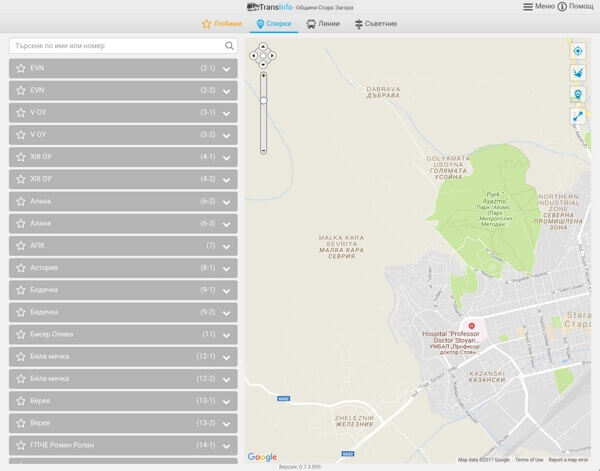 TransInfo - Община Стара Загора
Меню
Помощ
Любими
Спирки
Линии
Съветник
Търсене по име или номер
EVN (2-1)
EVN (2-2)
V ОУ (3-1)
V ОУ (3-2)
XIII ОУ (4-1)
XIII ОУ (4-2)
Алана (6-2)
Алана (6-3)
АПК (7)
Астория (8-1)
Бедечка (9-1)
Бедечка (9-2)
Бисер Олива (11)
Бяла мечка (12-1)
Бяла мечка (12-2)
Верея (13-1)
Верея (13-2)
ГПЧЕ Ромен Ролан (14-1)
DABRAVA
ДЪБРАВА
GOLYAMATA
USOYNA
ГОЛЯМАТА
УСОЙНА
Park "
Ayazmo"
Парк "Аязмо
(Парк
„Митрополит
Методий
NORTHERN
INDUSTRIAL
ZONE
СЕВЕРНА
ПРОМИШЛЕНА
ЗОНА
MALKA KARA
SEVRIYA
МАЛКА КАРА
СЕВРИЯ
Stara
Стара
Hospital "Professor
Doctor Stoyan...
УМБАЛ „Професор
доктор Стоян...
KAZANSKI
КАЗАНСКИ
6602
ZHELEZNIK
ЖЕЛЕЗНИК
6602
Google
Map data ©2017 Google
Terms of Use
Report a map error
Версия: 0.7.3.895